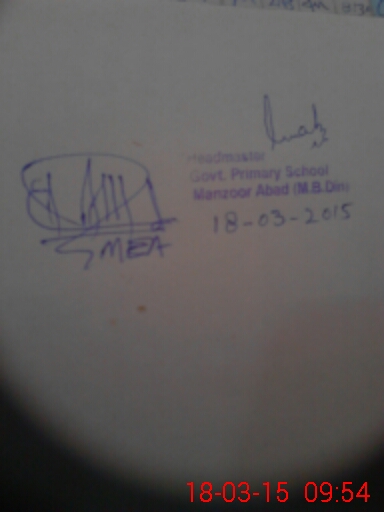 Headmaster
Govt. Primary School
Manzoor Abad (M.B.Din)
18-03-2015
SMEA
18-03-15 09:54